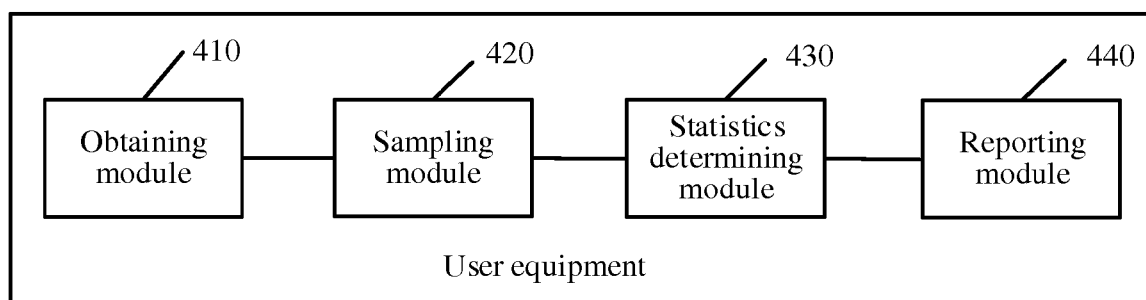 410
420
430
440
Obtaining
module
Sampling
module
Statistics
determining
module
Reporting
module
User equipment